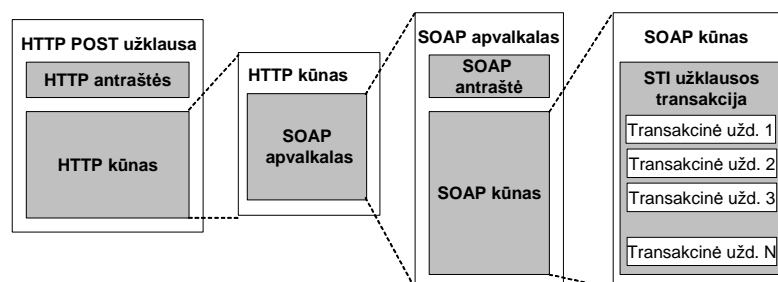 HTTP POST užklausa
HTTP antraštės
HTTP kūnas
HTTP kūnas
SOAP
apvalkalas
SOAP apvalkalas
SOAP
antraštė
SOAP kūnas
SOAP kūnas
STI užklausos
transakcija
Transakcinė užd. 1
Transakcinė užd. 2
Transakcinė užd. 3
Transakcinė užd. N